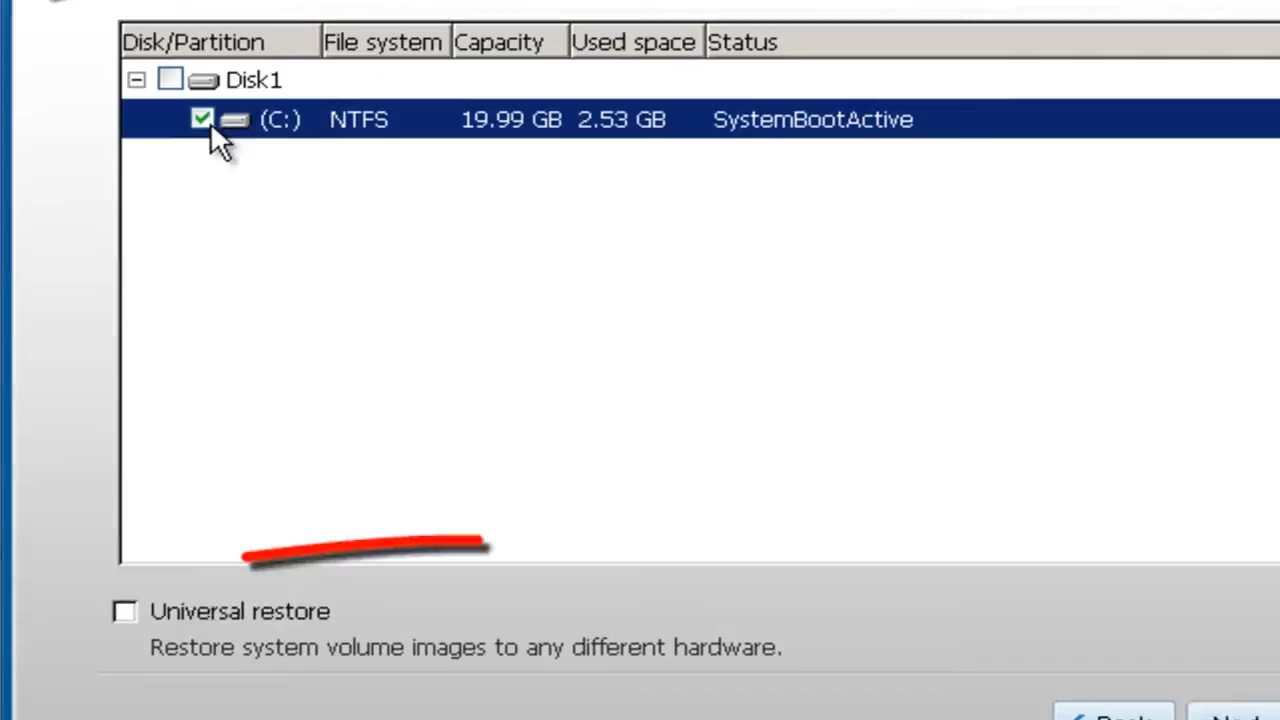 Disk/Partition File system Capacity Used space Status
Disk1
(C:) NTFS 19.99 GB 2.53 GB SystemBootActive
Universal restore
Restore system volume images to any different hardware.